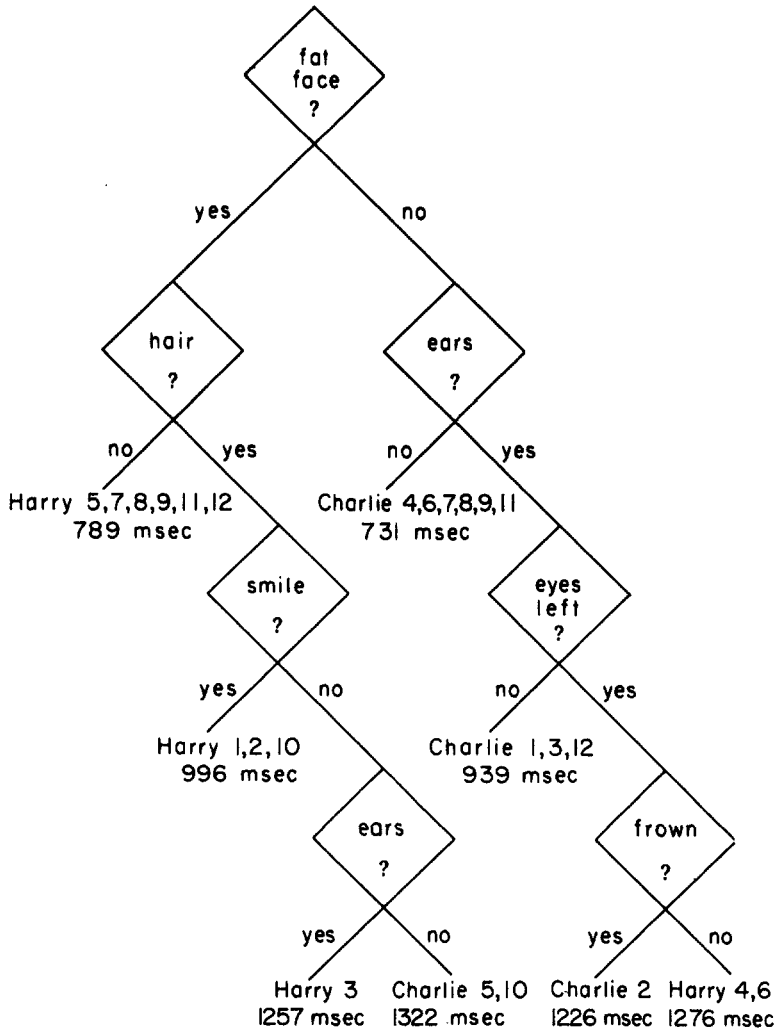 fat
face
?
yes
no
hair
?
ears
?
no
yes
no
yes
Harry 5,7,8,9,11,12
789 msec
Charlie 4,6,7,8,9,11
731 msec
smile
?
eyes
left
?
yes
no
no
yes
Harry 1,2,10
996 msec
Charlie 1,3,12
939 msec
ears
?
frown
?
yes
no
yes
no
Harry 3
1257 msec
Charlie 5,10
1322 msec
Charlie 2
1226 msec
Harry 4,6
1276 msec